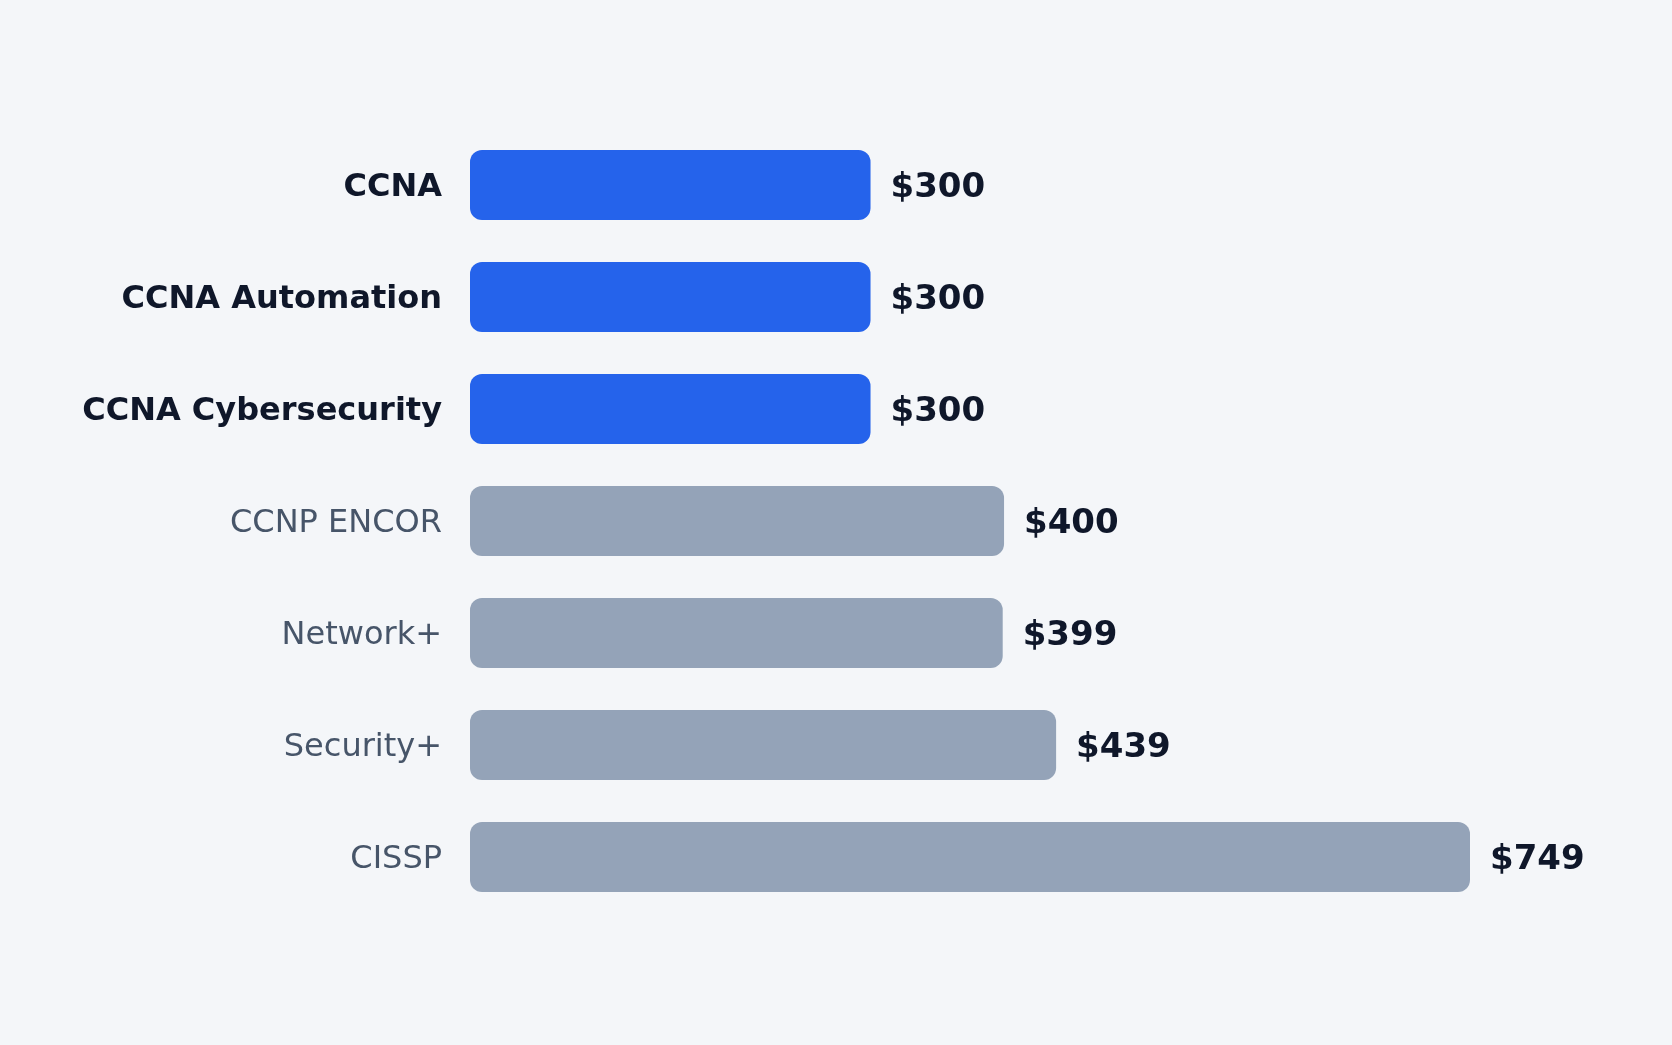 CCNA $300
CCNA Automation $300
CCNA Cybersecurity $300
CCNP ENCOR $400
Network+ $399
Security+ $439
CISSP $749